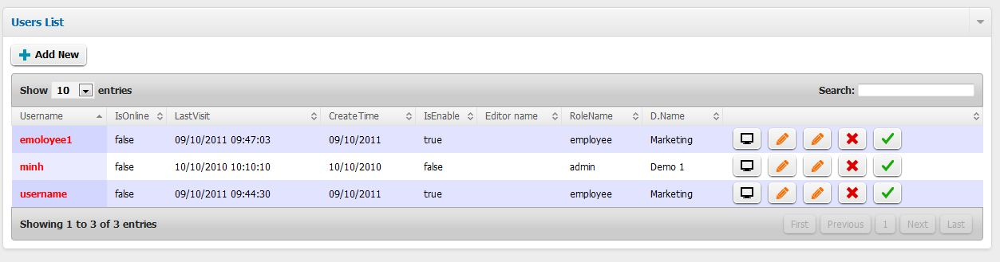 Users List
Add New
Show 10 entries Search:
Username IsOnline LastVisit CreateTime IsEnable Editor name RoleName D.Name
emoloyee1 false 09/10/2011 09:47:03 09/10/2011 true employee Marketing
minh false 10/10/2010 10:10:10 10/10/2010 false admin Demo 1
username false 09/10/2011 09:44:30 09/10/2011 true employee Marketing
Showing 1 to 3 of 3 entries First Previous 1 Next Last